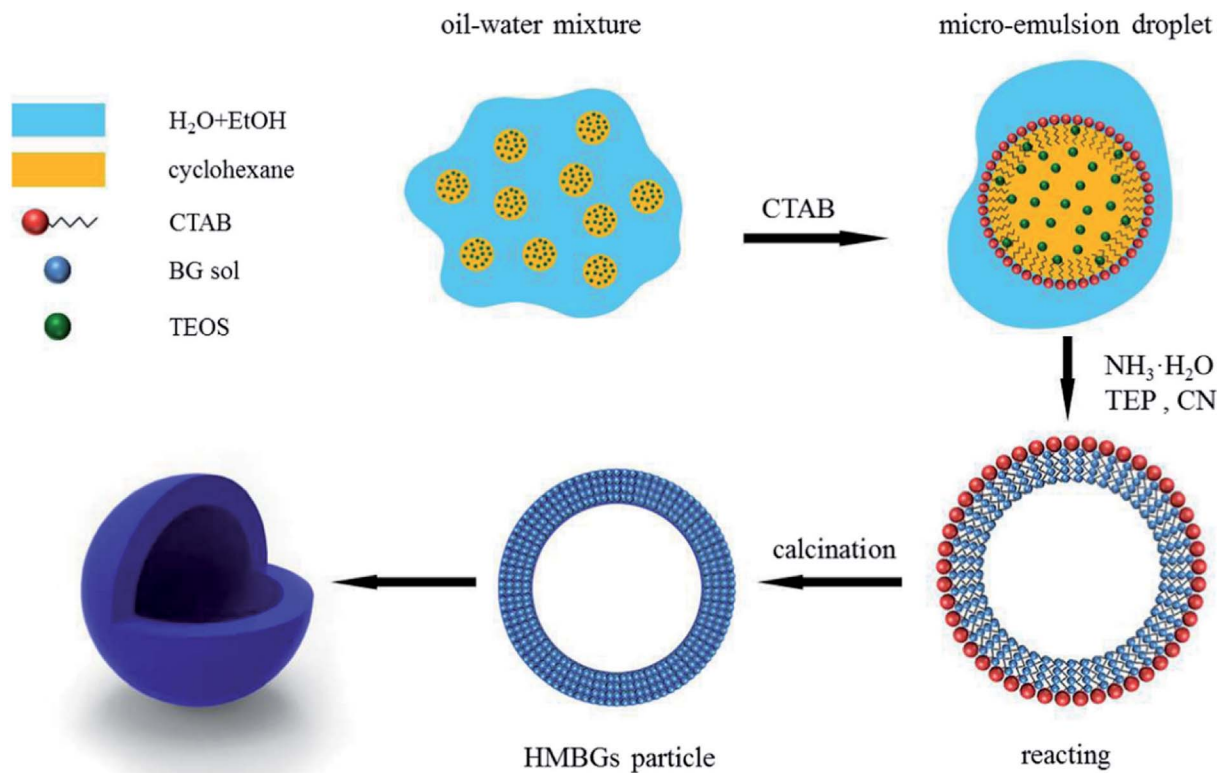 oil-water mixture
micro-emulsion droplet
H₂O+EtOH
cyclohexane
CTAB
BG sol
TEOS
CTAB
NH₃·H₂O
TEP , CN
calcination
HMBGs particle
reacting